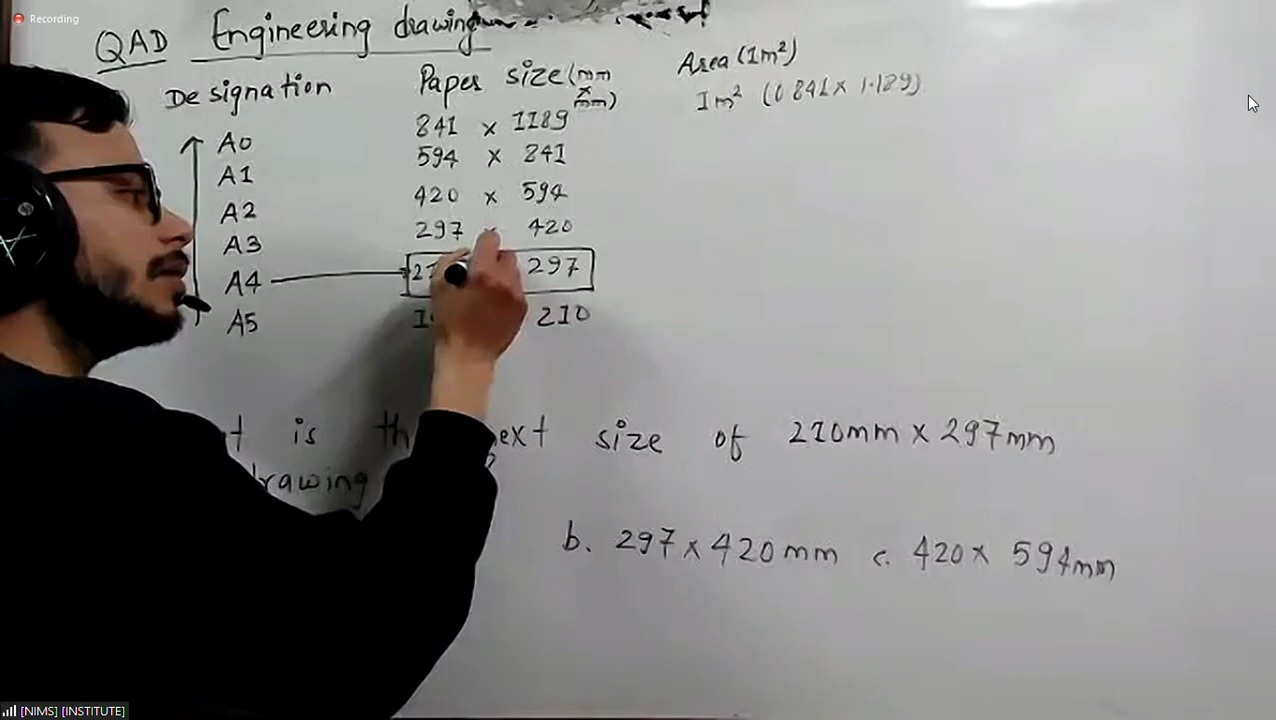 Recording
QAD Engineering drawing
Designation Paper size (mm x mm) Area (1m²)
1m² (0.841 x 1.189)
A0 841 x 1189
A1 594 x 841
A2 420 x 594
A3 297 x 420
A4 297
A5 210
is size of 210mm x 297mm
drawing
b. 297 x 420mm c. 420 x 594mm
[NIMS] [INSTITUTE]